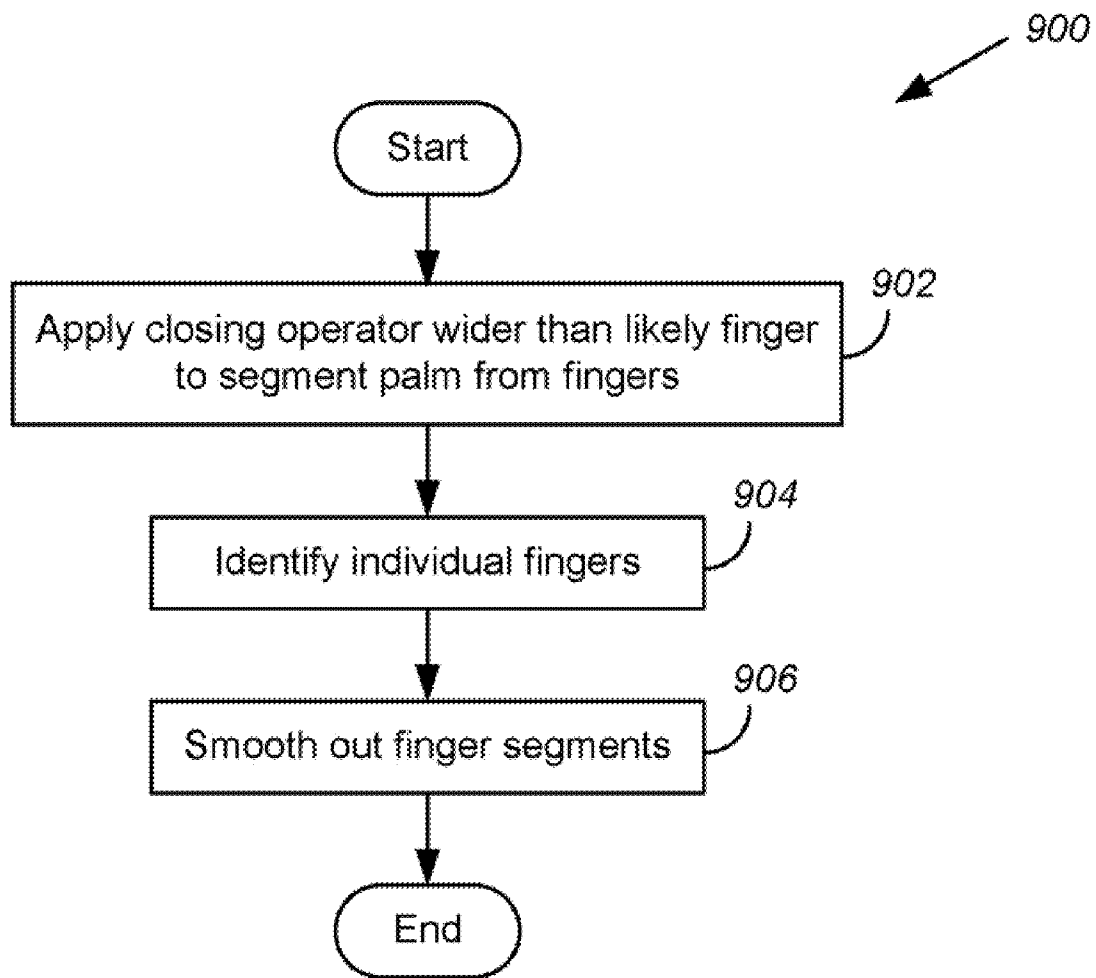 900
Start
902
Apply closing operator wider than likely finger
to segment palm from fingers
904
Identify individual fingers
906
Smooth out finger segments
End